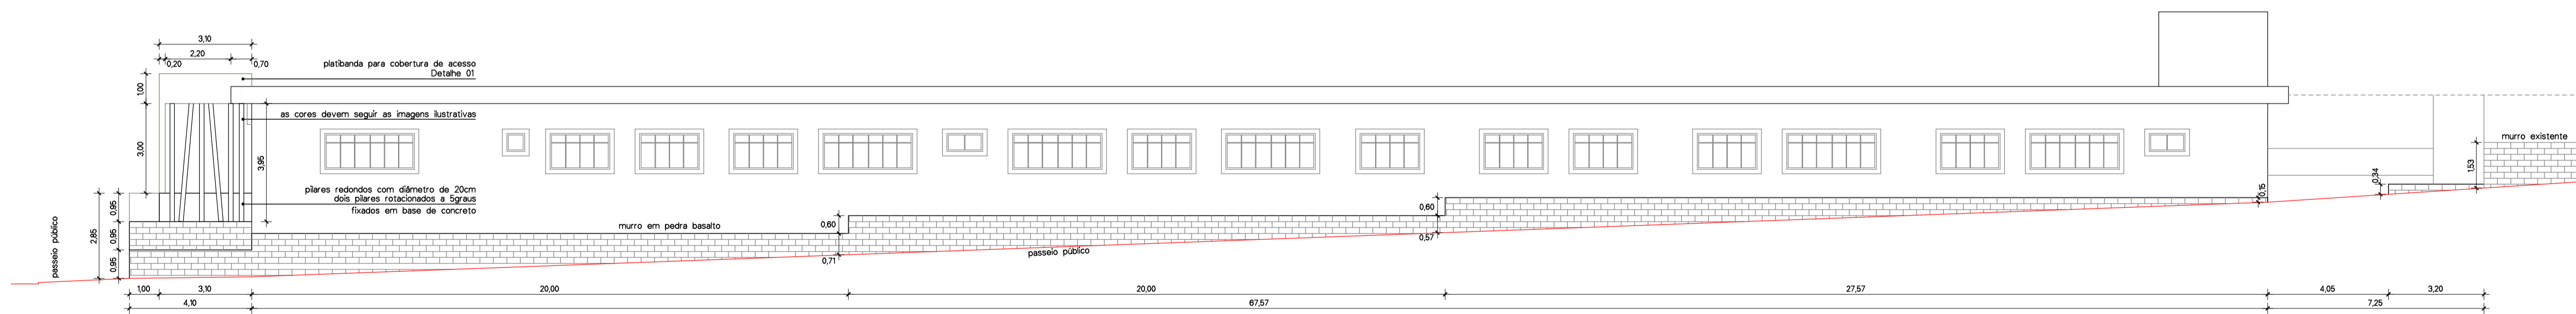 3,10
2,20
0,20
0,70
platibanda para cobertura de acesso
Detalhe 01
1,00
as cores devem seguir as imagens ilustrativas
3,00
3,95
murro existente
1,53
0,34
0,15
pilares redondos com diâmetro de 20cm
dois pilares rotacionados a 5graus
fixados em base de concreto
0,95
0,95
0,95
2,85
passeio público
murro em pedra basalto
0,60
0,71
0,60
0,57
passeio público
1,00
3,10
20,00
20,00
27,57
4,05
3,20
4,10
67,57
7,25